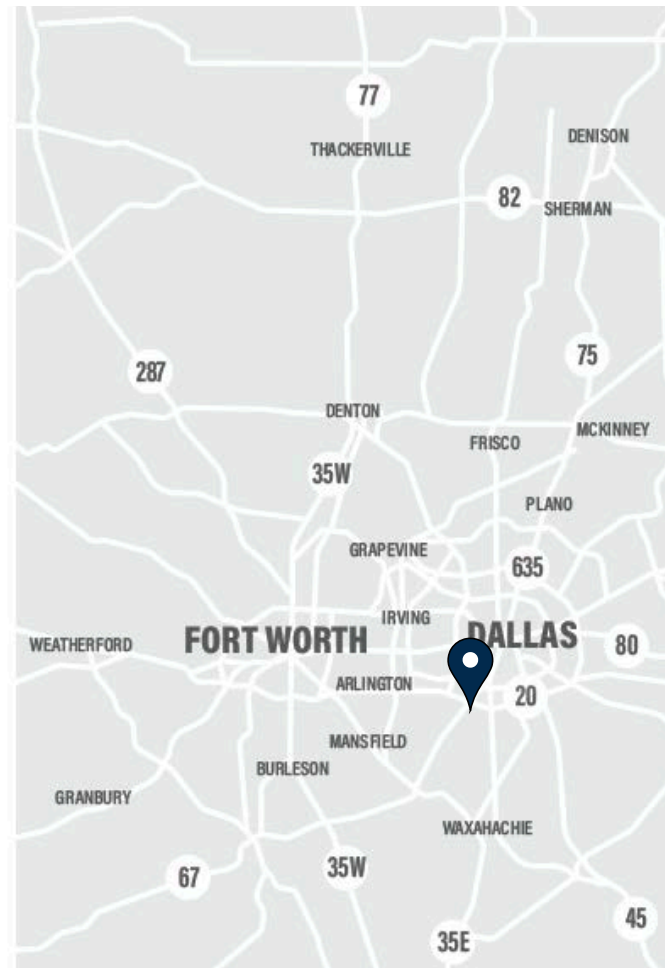 77
THACKERVILLE
DENISON
82
SHERMAN
75
287
DENTON
MCKINNEY
FRISCO
35W
PLANO
GRAPEVINE
635
IRVING
FORT WORTH
DALLAS
WEATHERFORD
80
ARLINGTON
20
MANSFIELD
BURLESON
GRANBURY
WAXAHACHIE
67
35W
45
35E